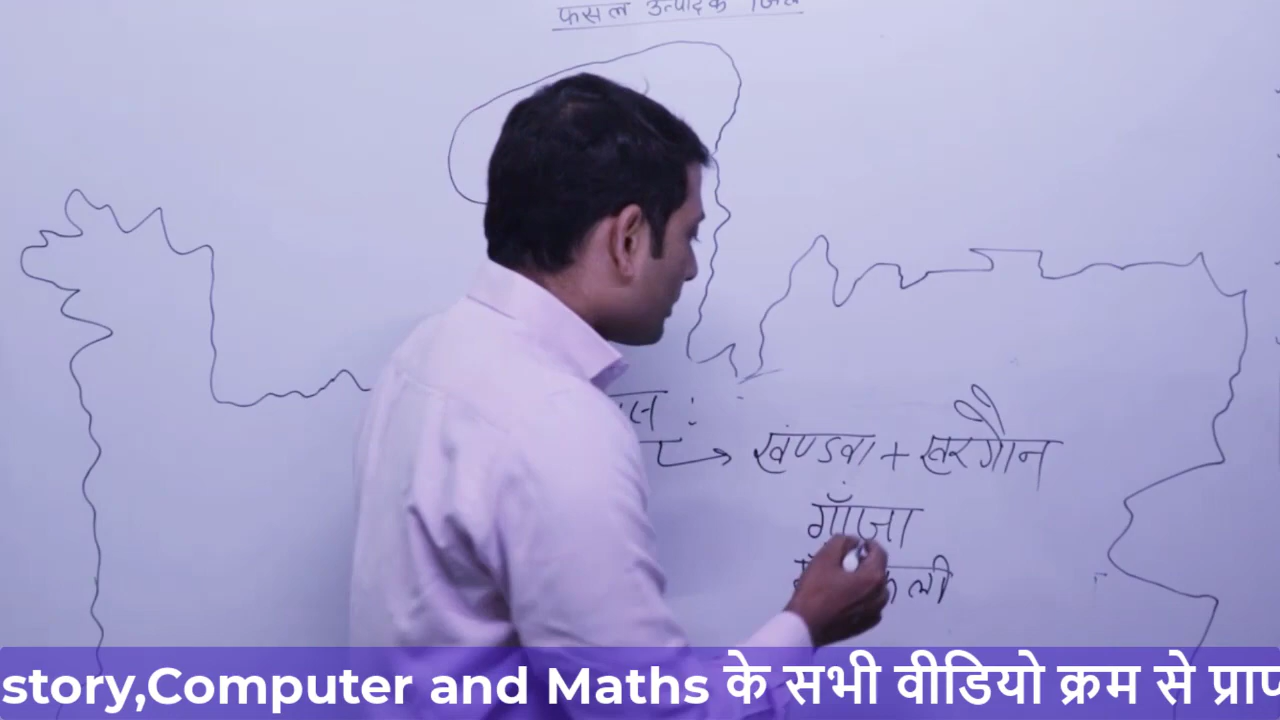 फसल उत्पादक जिले
खण्डवा + खरगौन
गाँजा
story,Computer and Maths के सभी वीडियो क्रम से प्राप